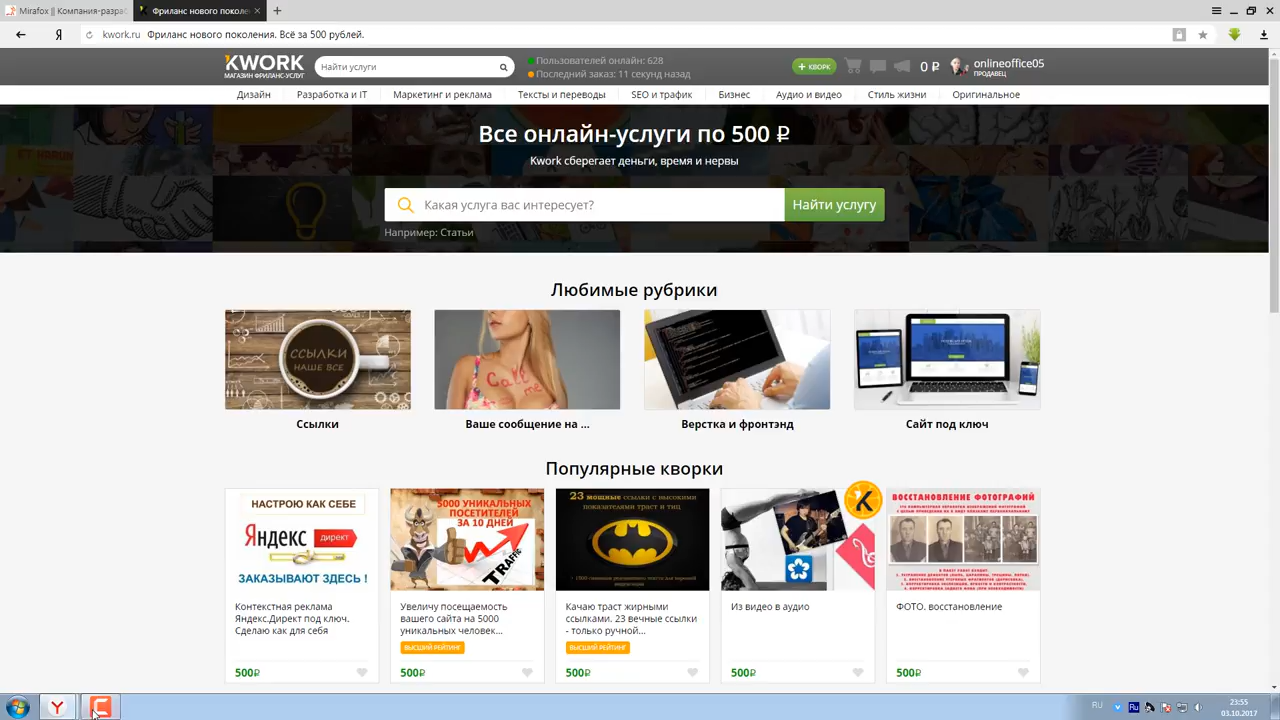 Mirafox || Компания-разраб
Фриланс нового поколе
kwork.ru Фриланс нового поколения. Всё за 500 рублей.
KWORK
МАГАЗИН ФРИЛАНС-УСЛУГ
Найти услуги
Пользователей онлайн: 628
Последний заказ: 11 секунд назад
+ КВОРК
0 ₽
onlineoffice05
ПРОДАВЕЦ
Дизайн Разработка и IT Маркетинг и реклама Тексты и переводы SEO и трафик Бизнес Аудио и видео Стиль жизни Оригинальное
Все онлайн-услуги по 500 ₽
Kwork сберегает деньги, время и нервы
Какая услуга вас интересует?
Найти услугу
Например: Статьи
Любимые рубрики
ССЫЛКИ
НАШЕ ВСЕ
Ссылки
Ваше сообщение на ...
Верстка и фронтэнд
Сайт под ключ
Популярные кворки
НАСТРОЮ КАК СЕБЕ
Яндекс директ
ЗАКАЗЫВАЮТ ЗДЕСЬ !
5000 УНИКАЛЬНЫХ
ПОСЕТИТЕЛЕЙ
ЗА 10 ДНЕЙ
TRAFFIC
23 мощные ссылки с высокими
показателями траст и тиц
ВОССТАНОВЛЕНИЕ ФОТОГРАФИЙ
Контекстная реклама
Яндекс.Директ под ключ.
Сделаю как для себя
500₽
Увеличу посещаемость
вашего сайта на 5000
уникальных человек...
ВЫСШИЙ РЕЙТИНГ
500₽
Качаю траст жирными
ссылками. 23 вечные ссылки
- только ручной...
ВЫСШИЙ РЕЙТИНГ
500₽
Из видео в аудио
500₽
ФОТО. восстановление
500₽
RU
Ru
23:55
03.10.2017